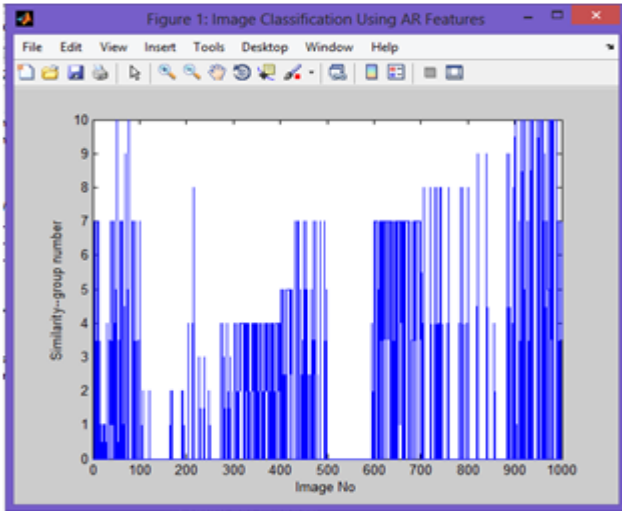 Figure 1: Image Classification Using AR Features
File Edit View Insert Tools Desktop Window Help
10
9
8
7
6
5
4
3
2
1
0
Similarity--group number
0 100 200 300 400 500 600 700 800 900 1000
Image No